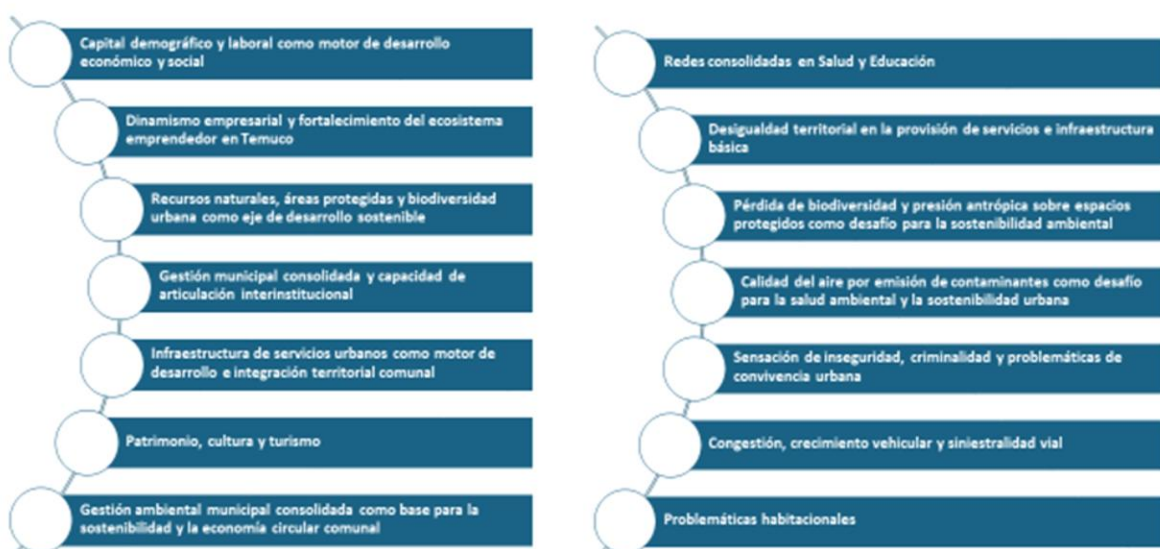 Capital demográfico y laboral como motor de desarrollo
económico y social
Dinamismo empresarial y fortalecimiento del ecosistema
emprendedor en Temuco
Recursos naturales, áreas protegidas y biodiversidad
urbana como eje de desarrollo sostenible
Gestión municipal consolidada y capacidad de
articulación interinstitucional
Infraestructura de servicios urbanos como motor de
desarrollo e integración territorial comunal
Patrimonio, cultura y turismo
Gestión ambiental municipal consolidada como base para la
sostenibilidad y la economía circular comunal
Redes consolidadas en Salud y Educación
Desigualdad territorial en la provisión de servicios e infraestructura
básica
Pérdida de biodiversidad y presión antrópica sobre espacios
protegidos como desafío para la sostenibilidad ambiental
Calidad del aire por emisión de contaminantes como desafío
para la salud ambiental y la sostenibilidad urbana
Sensación de inseguridad, criminalidad y problemáticas de
convivencia urbana
Congestión, crecimiento vehicular y siniestralidad vial
Problemáticas habitacionales